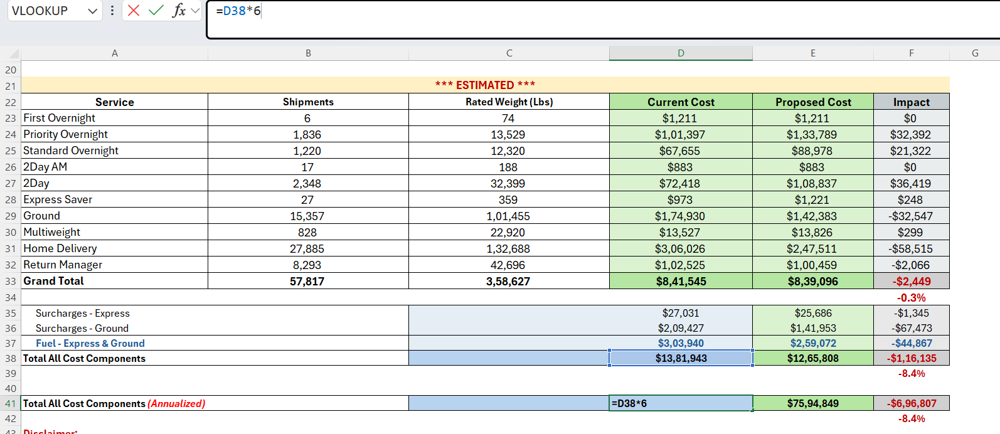 VLOOKUP fx =D38*6
A B C D E F G
20
21 *** ESTIMATED ***
22 Service Shipments Rated Weight (Lbs) Current Cost Proposed Cost Impact
23 First Overnight 6 74 $1,211 $1,211 $0
24 Priority Overnight 1,836 13,529 $1,01,397 $1,33,789 $32,392
25 Standard Overnight 1,220 12,320 $67,655 $88,978 $21,322
26 2Day AM 17 188 $883 $883 $0
27 2Day 2,348 32,399 $72,418 $1,08,837 $36,419
28 Express Saver 27 359 $973 $1,221 $248
29 Ground 15,357 1,01,455 $1,74,930 $1,42,383 -$32,547
30 Multiweight 828 22,920 $13,527 $13,826 $299
31 Home Delivery 27,885 1,32,688 $3,06,026 $2,47,511 -$58,515
32 Return Manager 8,293 42,696 $1,02,525 $1,00,459 -$2,066
33 Grand Total 57,817 3,58,627 $8,41,545 $8,39,096 -$2,449
34 -0.3%
35 Surcharges - Express $27,031 $25,686 -$1,345
36 Surcharges - Ground $2,09,427 $1,41,953 -$67,473
37 Fuel - Express & Ground $3,03,940 $2,59,072 -$44,867
38 Total All Cost Components $13,81,943 $12,65,808 -$1,16,135
39 -8.4%
40
41 Total All Cost Components (Annualized) =D38*6 $75,94,849 -$6,96,807
42 -8.4%
43 Disclaimer: